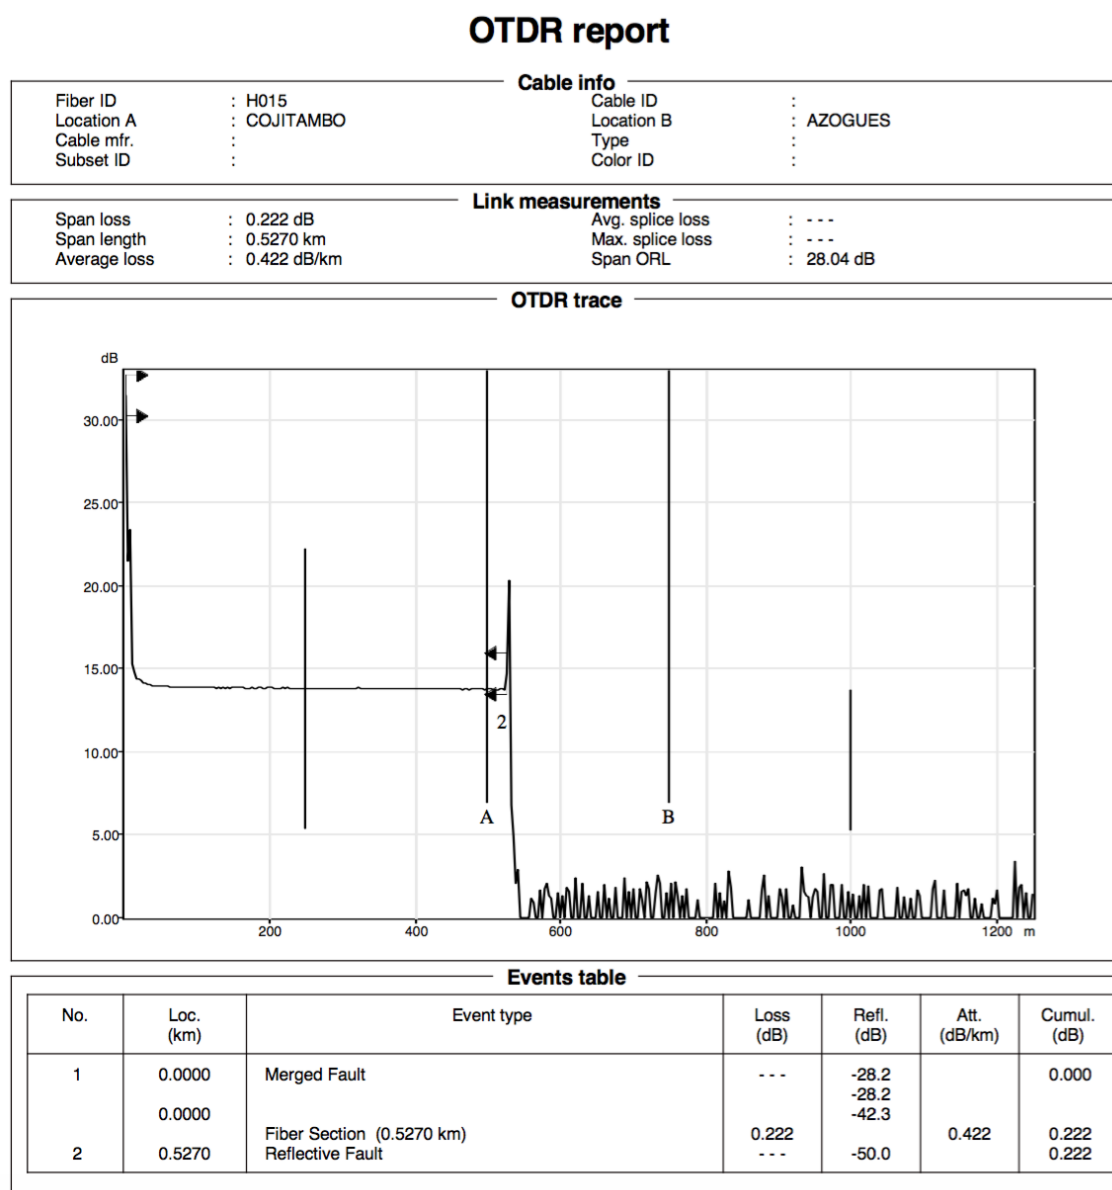 OTDR report
Cable info
Fiber ID : H015 Cable ID :
Location A : COJITAMBO Location B : AZOGUES
Cable mfr. : Type :
Subset ID : Color ID :
Link measurements
Span loss : 0.222 dB Avg. splice loss : - - -
Span length : 0.5270 km Max. splice loss : - - -
Average loss : 0.422 dB/km Span ORL : 28.04 dB
OTDR trace
dB
30.00
25.00
20.00
15.00
2
10.00
A B
5.00
0.00
200 400 600 800 1000 1200 m
Events table
No. Loc. Event type Loss Refl. Att. Cumul.
(km) (dB) (dB) (dB/km) (dB)
1 0.0000 Merged Fault - - - -28.2 0.000
-28.2
0.0000 -42.3
Fiber Section (0.5270 km) 0.222 0.422 0.222
2 0.5270 Reflective Fault - - - -50.0 0.222